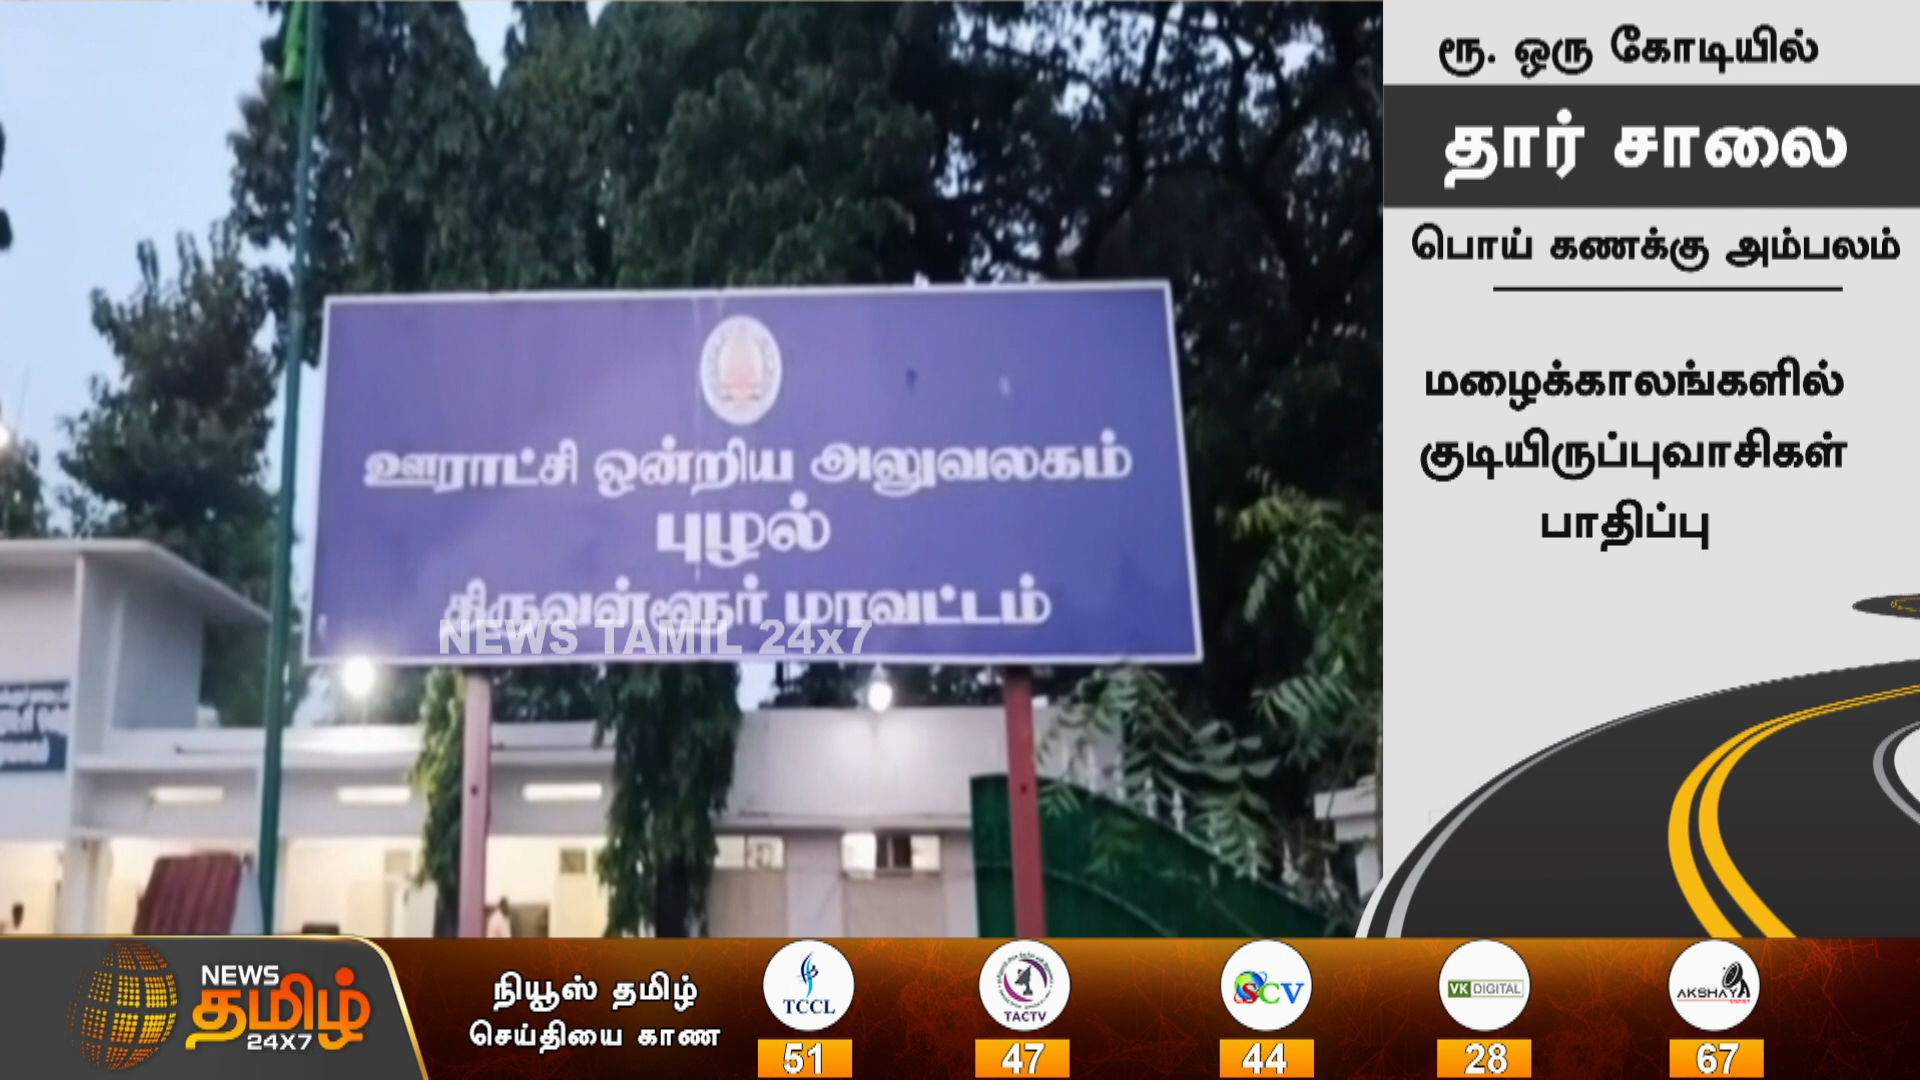 ரூ. ஒரு கோடியில்
தார் சாலை
பொய் கணக்கு அம்பலம்
மழைக்காலங்களில்
குடியிருப்புவாசிகள்
பாதிப்பு
ஊராட்சி ஒன்றிய அலுவலகம்
புழல்
திருவள்ளூர் மாவட்டம்
NEWS TAMIL 24x7
NEWS
தமிழ்
24X7
நியூஸ் தமிழ்
செய்தியை காண
TCCL
51
TACTV
47
SCV
44
VK DIGITAL
28
AKSHAYA
67